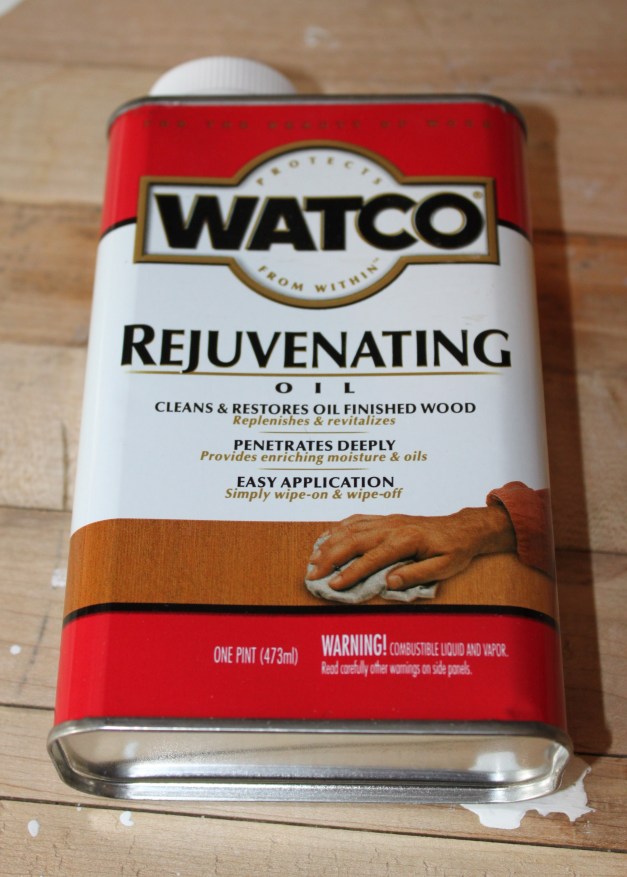 PROTECTS
WATCO®
FROM WITHIN™
REJUVENATING
OIL
CLEANS & RESTORES OIL FINISHED WOOD
Replenishes & revitalizes
PENETRATES DEEPLY
Provides enriching moisture & oils
EASY APPLICATION
Simply wipe-on & wipe-off
ONE PINT (473ml)
WARNING! COMBUSTIBLE LIQUID AND VAPOR.
Read carefully other warnings on side panels.